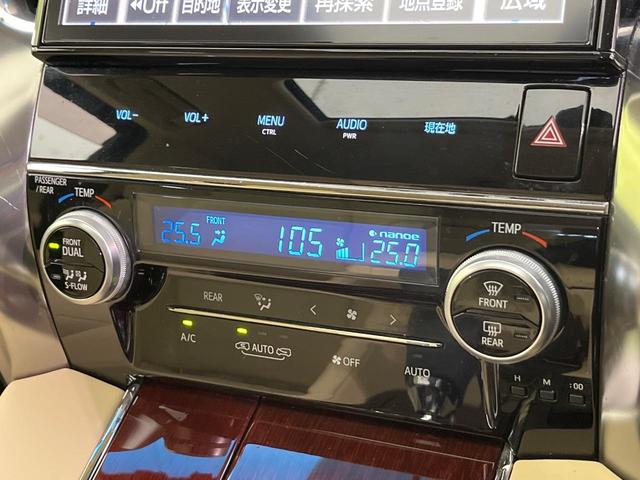 詳細 ◀◀Off 目的地 表示変更 再探索 地点登録 広域
VOL- VOL+ MENU CTRL AUDIO PWR 現在地
PASSENGER /REAR
TEMP
TEMP
FRONT DUAL
S-FLOW
25.5 FRONT 105 nanoe 25.0
FRONT
REAR
REAR
A/C AUTO OFF AUTO
H M :00